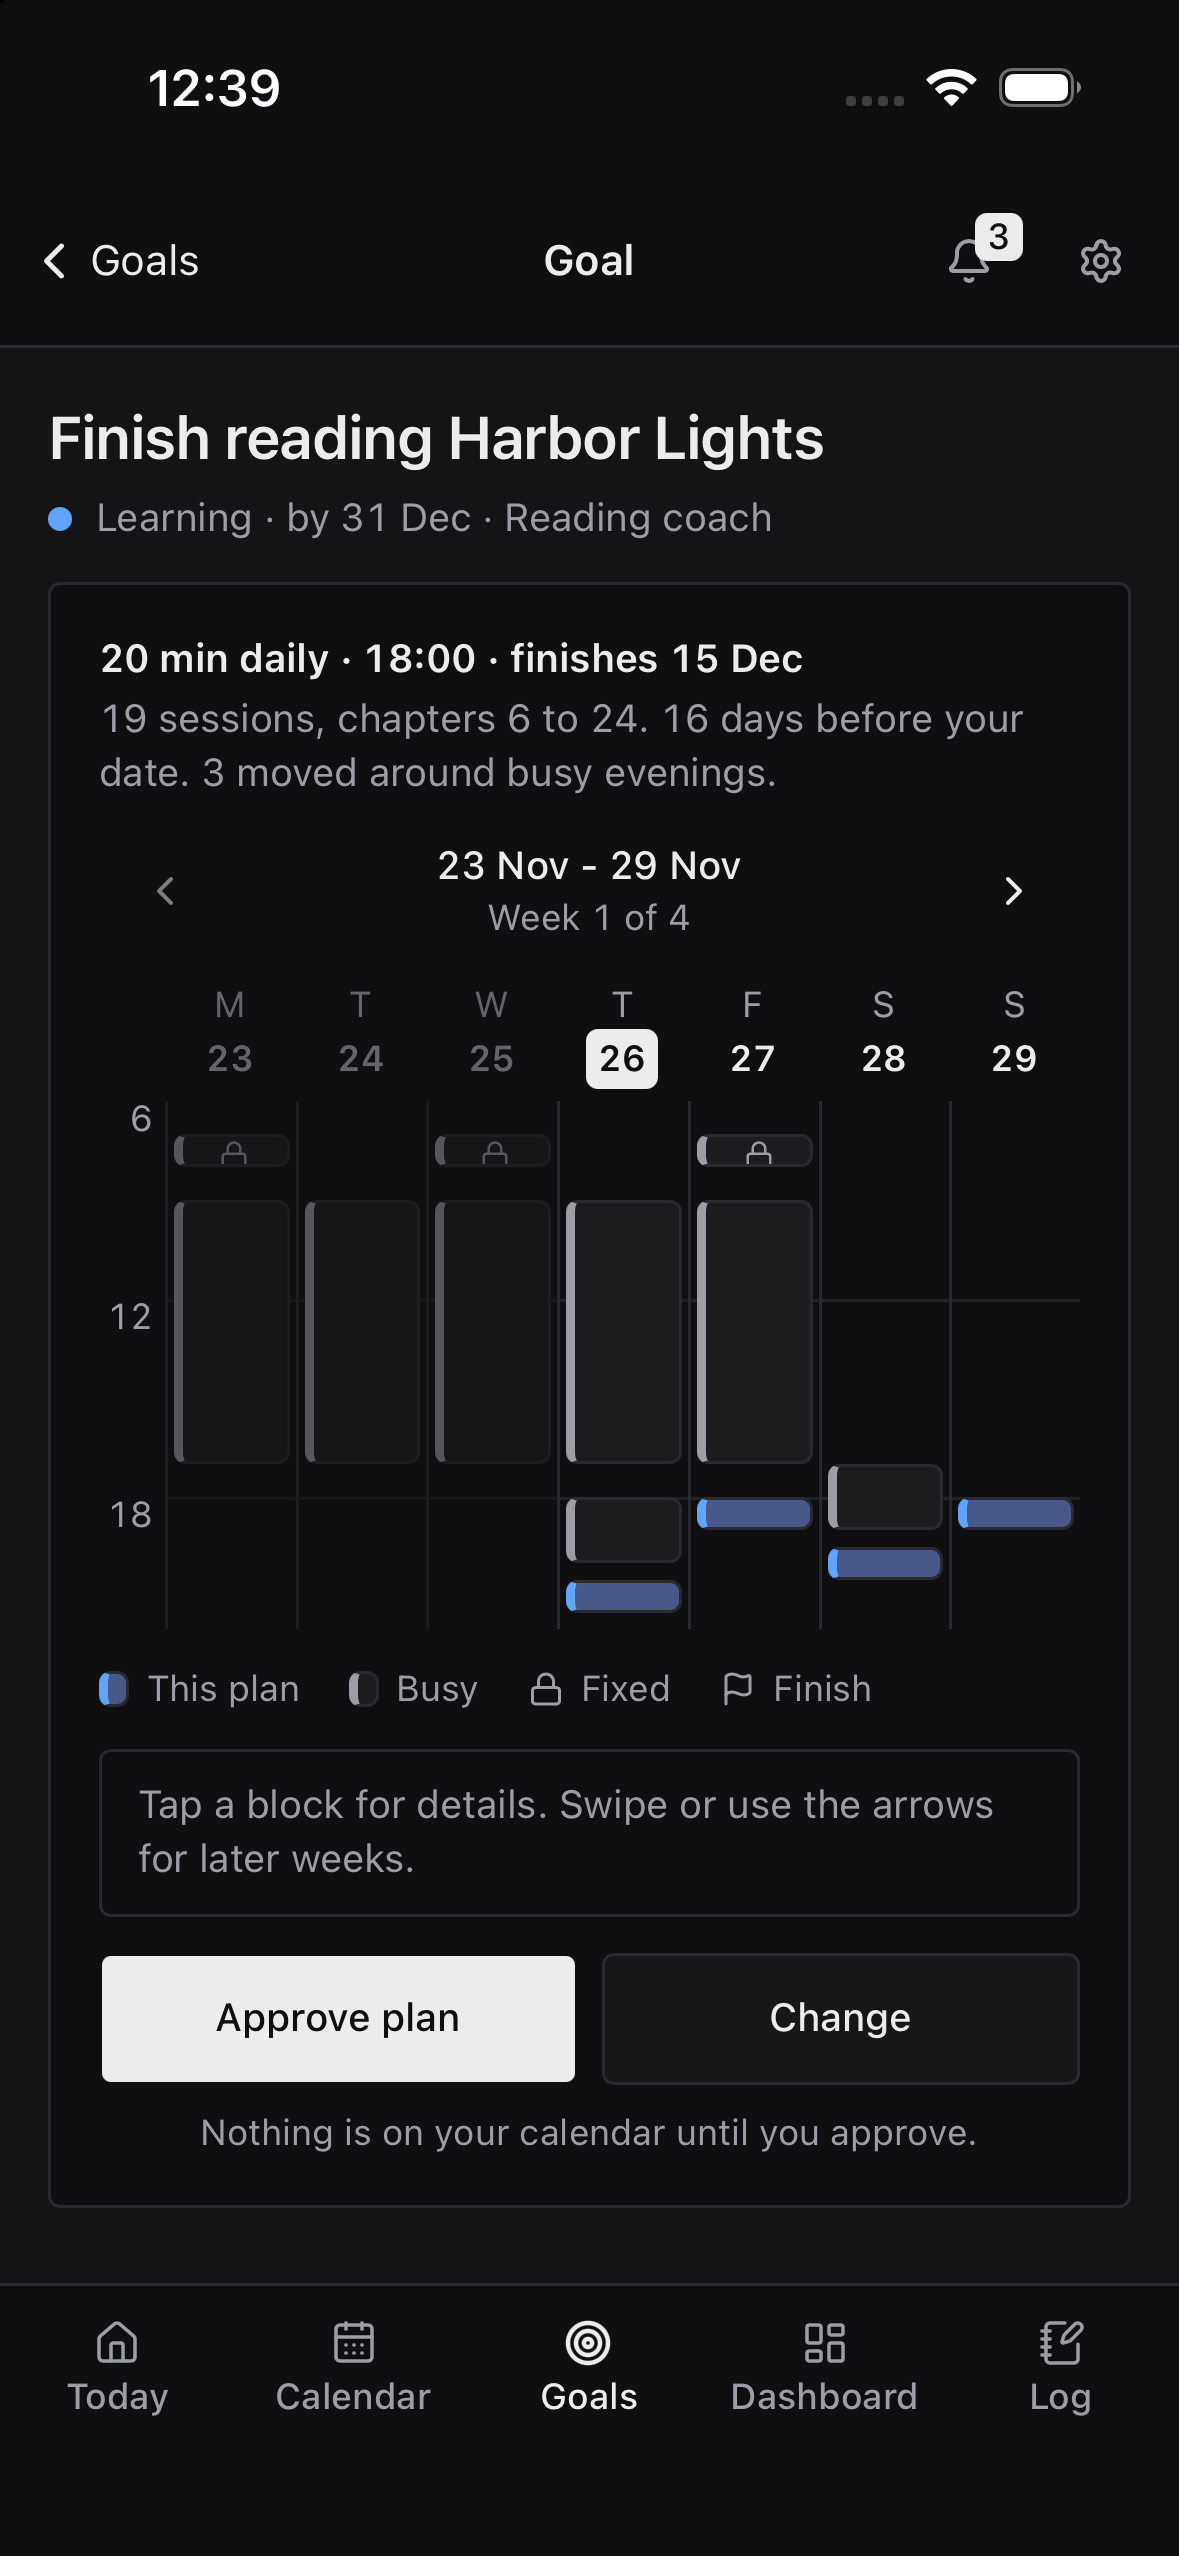 12:39
Goals
Goal
3
Finish reading Harbor Lights
Learning · by 31 Dec · Reading coach
20 min daily · 18:00 · finishes 15 Dec
19 sessions, chapters 6 to 24. 16 days before your
date. 3 moved around busy evenings.
23 Nov - 29 Nov
Week 1 of 4
M T W T F S S
23 24 25 26 27 28 29
6
12
18
This plan Busy Fixed Finish
Tap a block for details. Swipe or use the arrows
for later weeks.
Approve plan Change
Nothing is on your calendar until you approve.
Today Calendar Goals Dashboard Log